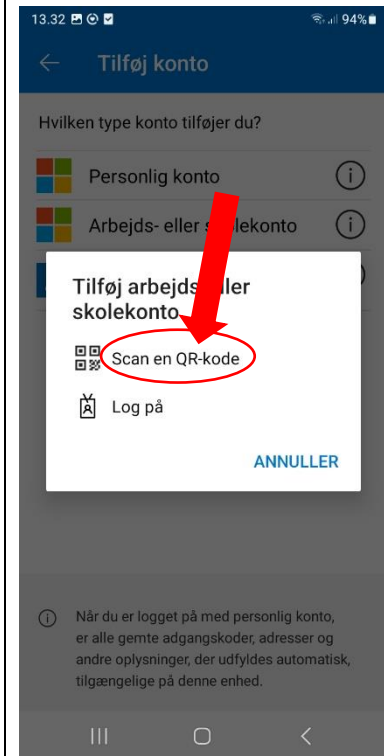 13.32
94%
Tilføj konto
Hvilken type konto tilføjer du?
Personlig konto
Arbejds- eller skolekonto
Tilføj arbejds- eller
skolekonto
Scan en QR-kode
Log på
ANNULLER
Når du er logget på med personlig konto,
er alle gemte adgangskoder, adresser og
andre oplysninger, der udfyldes automatisk,
tilgængelige på denne enhed.